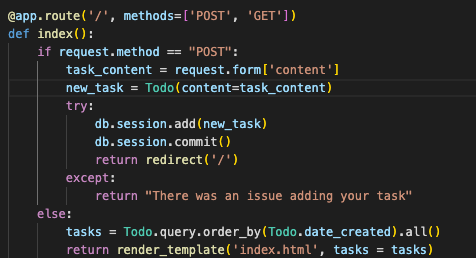 @app.route('/', methods=['POST', 'GET'])
def index():
    if request.method == "POST":
        task_content = request.form['content']
        new_task = Todo(content=task_content)
        try:
            db.session.add(new_task)
            db.session.commit()
            return redirect('/')
        except:
            return "There was an issue adding your task"
    else:
        tasks = Todo.query.order_by(Todo.date_created).all()
        return render_template('index.html', tasks = tasks)